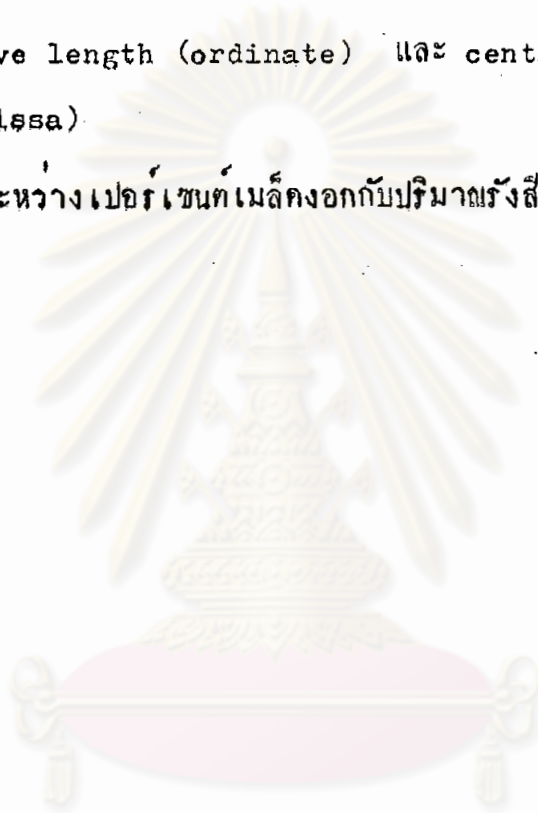 ve length (ordinate) และ cent
issa)
ะหว่างเปอร์เซนต์เมล็ดงอกกับปริมาณรังสี